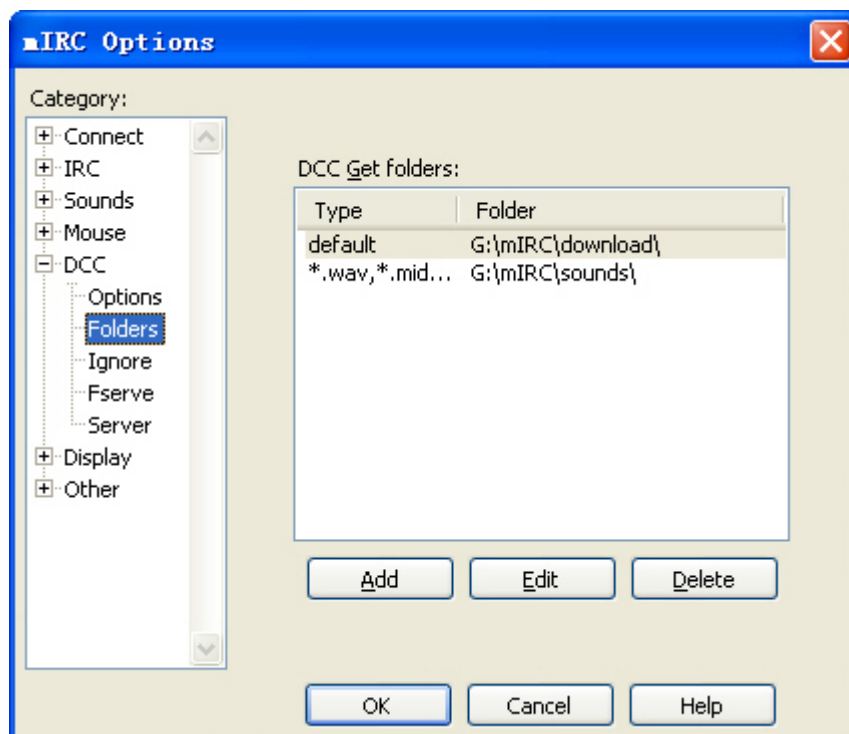 mIRC Options
Category:
Connect
IRC
Sounds
Mouse
DCC
Options
Folders
Ignore
Fserve
Server
Display
Other
DCC Get folders:
Type Folder
default G:\mIRC\download\
*.wav,*.mid... G:\mIRC\sounds\
Add Edit Delete
OK Cancel Help